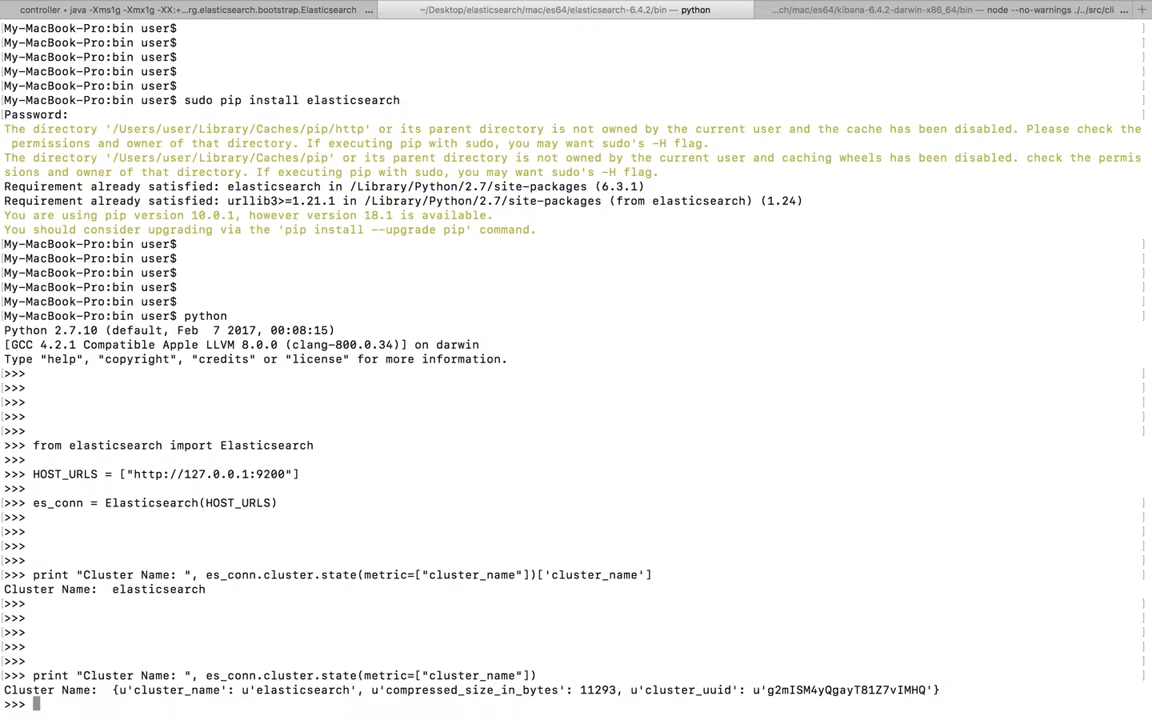 controller • java -Xms1g -Xmx1g -XX:+...rg.elasticsearch.bootstrap.Elasticsearch ... ~/Desktop/elasticsearch/mac/es64/elasticsearch-6.4.2/bin — python ...ch/mac/es64/kibana-6.4.2-darwin-x86_64/bin — node --no-warnings ./../src/cli ... +
My-MacBook-Pro:bin user$
My-MacBook-Pro:bin user$
My-MacBook-Pro:bin user$
My-MacBook-Pro:bin user$
My-MacBook-Pro:bin user$
My-MacBook-Pro:bin user$ sudo pip install elasticsearch
Password:
The directory '/Users/user/Library/Caches/pip/http' or its parent directory is not owned by the current user and the cache has been disabled. Please check the
permissions and owner of that directory. If executing pip with sudo, you may want sudo's -H flag.
The directory '/Users/user/Library/Caches/pip' or its parent directory is not owned by the current user and caching wheels has been disabled. check the permis
sions and owner of that directory. If executing pip with sudo, you may want sudo's -H flag.
Requirement already satisfied: elasticsearch in /Library/Python/2.7/site-packages (6.3.1)
Requirement already satisfied: urllib3>=1.21.1 in /Library/Python/2.7/site-packages (from elasticsearch) (1.24)
You are using pip version 10.0.1, however version 18.1 is available.
You should consider upgrading via the 'pip install --upgrade pip' command.
My-MacBook-Pro:bin user$
My-MacBook-Pro:bin user$
My-MacBook-Pro:bin user$
My-MacBook-Pro:bin user$
My-MacBook-Pro:bin user$
My-MacBook-Pro:bin user$ python
Python 2.7.10 (default, Feb  7 2017, 00:08:15)
[GCC 4.2.1 Compatible Apple LLVM 8.0.0 (clang-800.0.34)] on darwin
Type "help", "copyright", "credits" or "license" for more information.
>>>
>>>
>>>
>>>
>>>
>>> from elasticsearch import Elasticsearch
>>>
>>> HOST_URLS = ["http://127.0.0.1:9200"]
>>>
>>> es_conn = Elasticsearch(HOST_URLS)
>>>
>>>
>>>
>>>
>>> print "Cluster Name: ", es_conn.cluster.state(metric=["cluster_name"])['cluster_name']
Cluster Name:  elasticsearch
>>>
>>>
>>>
>>>
>>>
>>> print "Cluster Name: ", es_conn.cluster.state(metric=["cluster_name"])
Cluster Name:  {u'cluster_name': u'elasticsearch', u'compressed_size_in_bytes': 11293, u'cluster_uuid': u'g2mISM4yQgayT81Z7vIMHQ'}
>>>